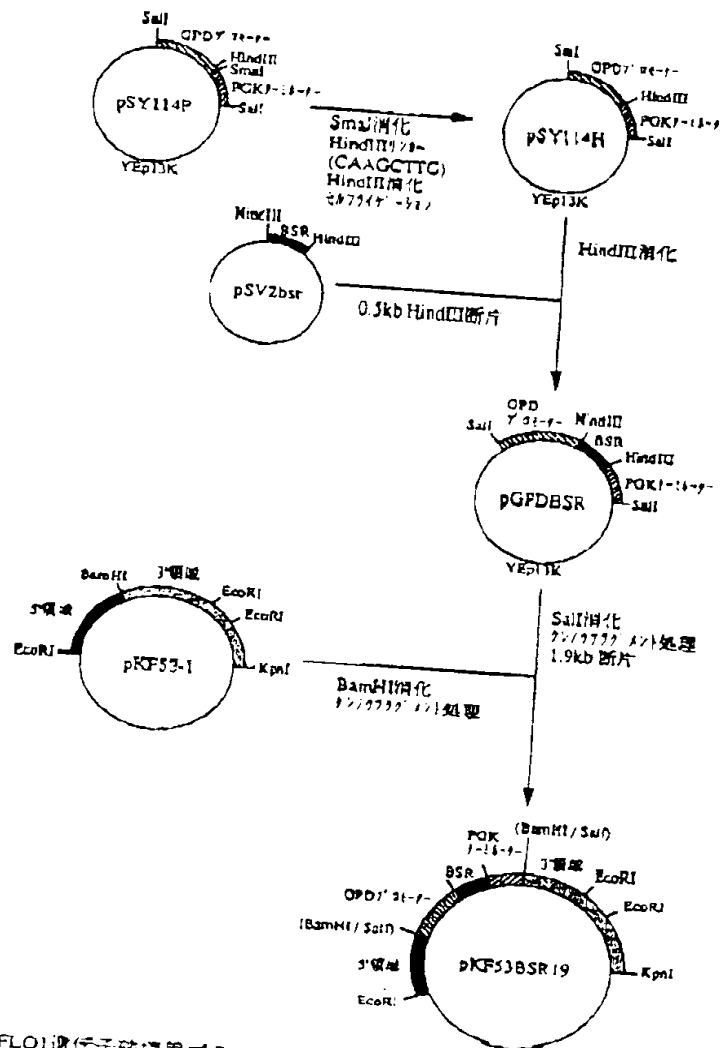 SalI
GPDプロモーター
HindIII
SmaI
PGKターミネーター
SalI
pSY114P
YEp13K
SmaI消化
HindIIIリンカー
(CAAGCTTG)
HindIII消化
セルフライゲーション
SalI
GPDプロモーター
HindIII
PGKターミネーター
SalI
pSY114H
YEp13K
HindIII消化
HindIII
BSR
HindIII
pSV2bsr
0.5kb HindIII断片
GPD
プロモーター
HindIII
SalI
BSR
HindIII
PGKターミネーター
SalI
pGPDBSR
YEp13K
BamHI
3'領域
EcoRI
EcoRI
5'領域
EcoRI
KpnI
pKF53-1
BamHI消化
クレノウフラグメント処理
SalI消化
クレノウフラグメント処理
1.9kb 断片
PGK
ターミネーター
(BamHI / SalI)
BSR
3'領域
EcoRI
GPDプロモーター
EcoRI
(BamHI / SalI)
5'領域
KpnI
EcoRI
pKF53BSR19
FLO1遺伝子破壊用